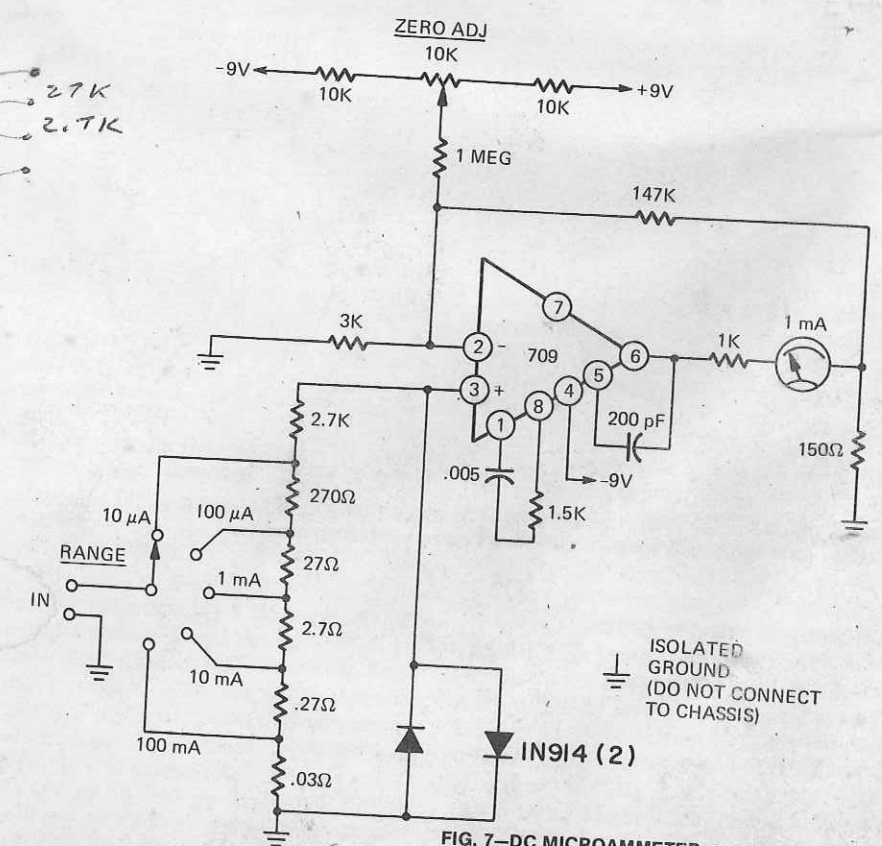 ZERO ADJ
10K
-9V
10K
10K
+9V
27K
2.7K
1 MEG
147K
3K
2
-
7
709
6
1K
1 mA
3
+
5
4
8
1
200 pF
2.7K
.005
-9V
1.5K
150Ω
270Ω
10 μA
100 μA
RANGE
27Ω
1 mA
IN
2.7Ω
10 mA
.27Ω
100 mA
.03Ω
ISOLATED
GROUND
(DO NOT CONNECT
TO CHASSIS)
IN914 (2)
FIG. 7—DC MICROAMMETER